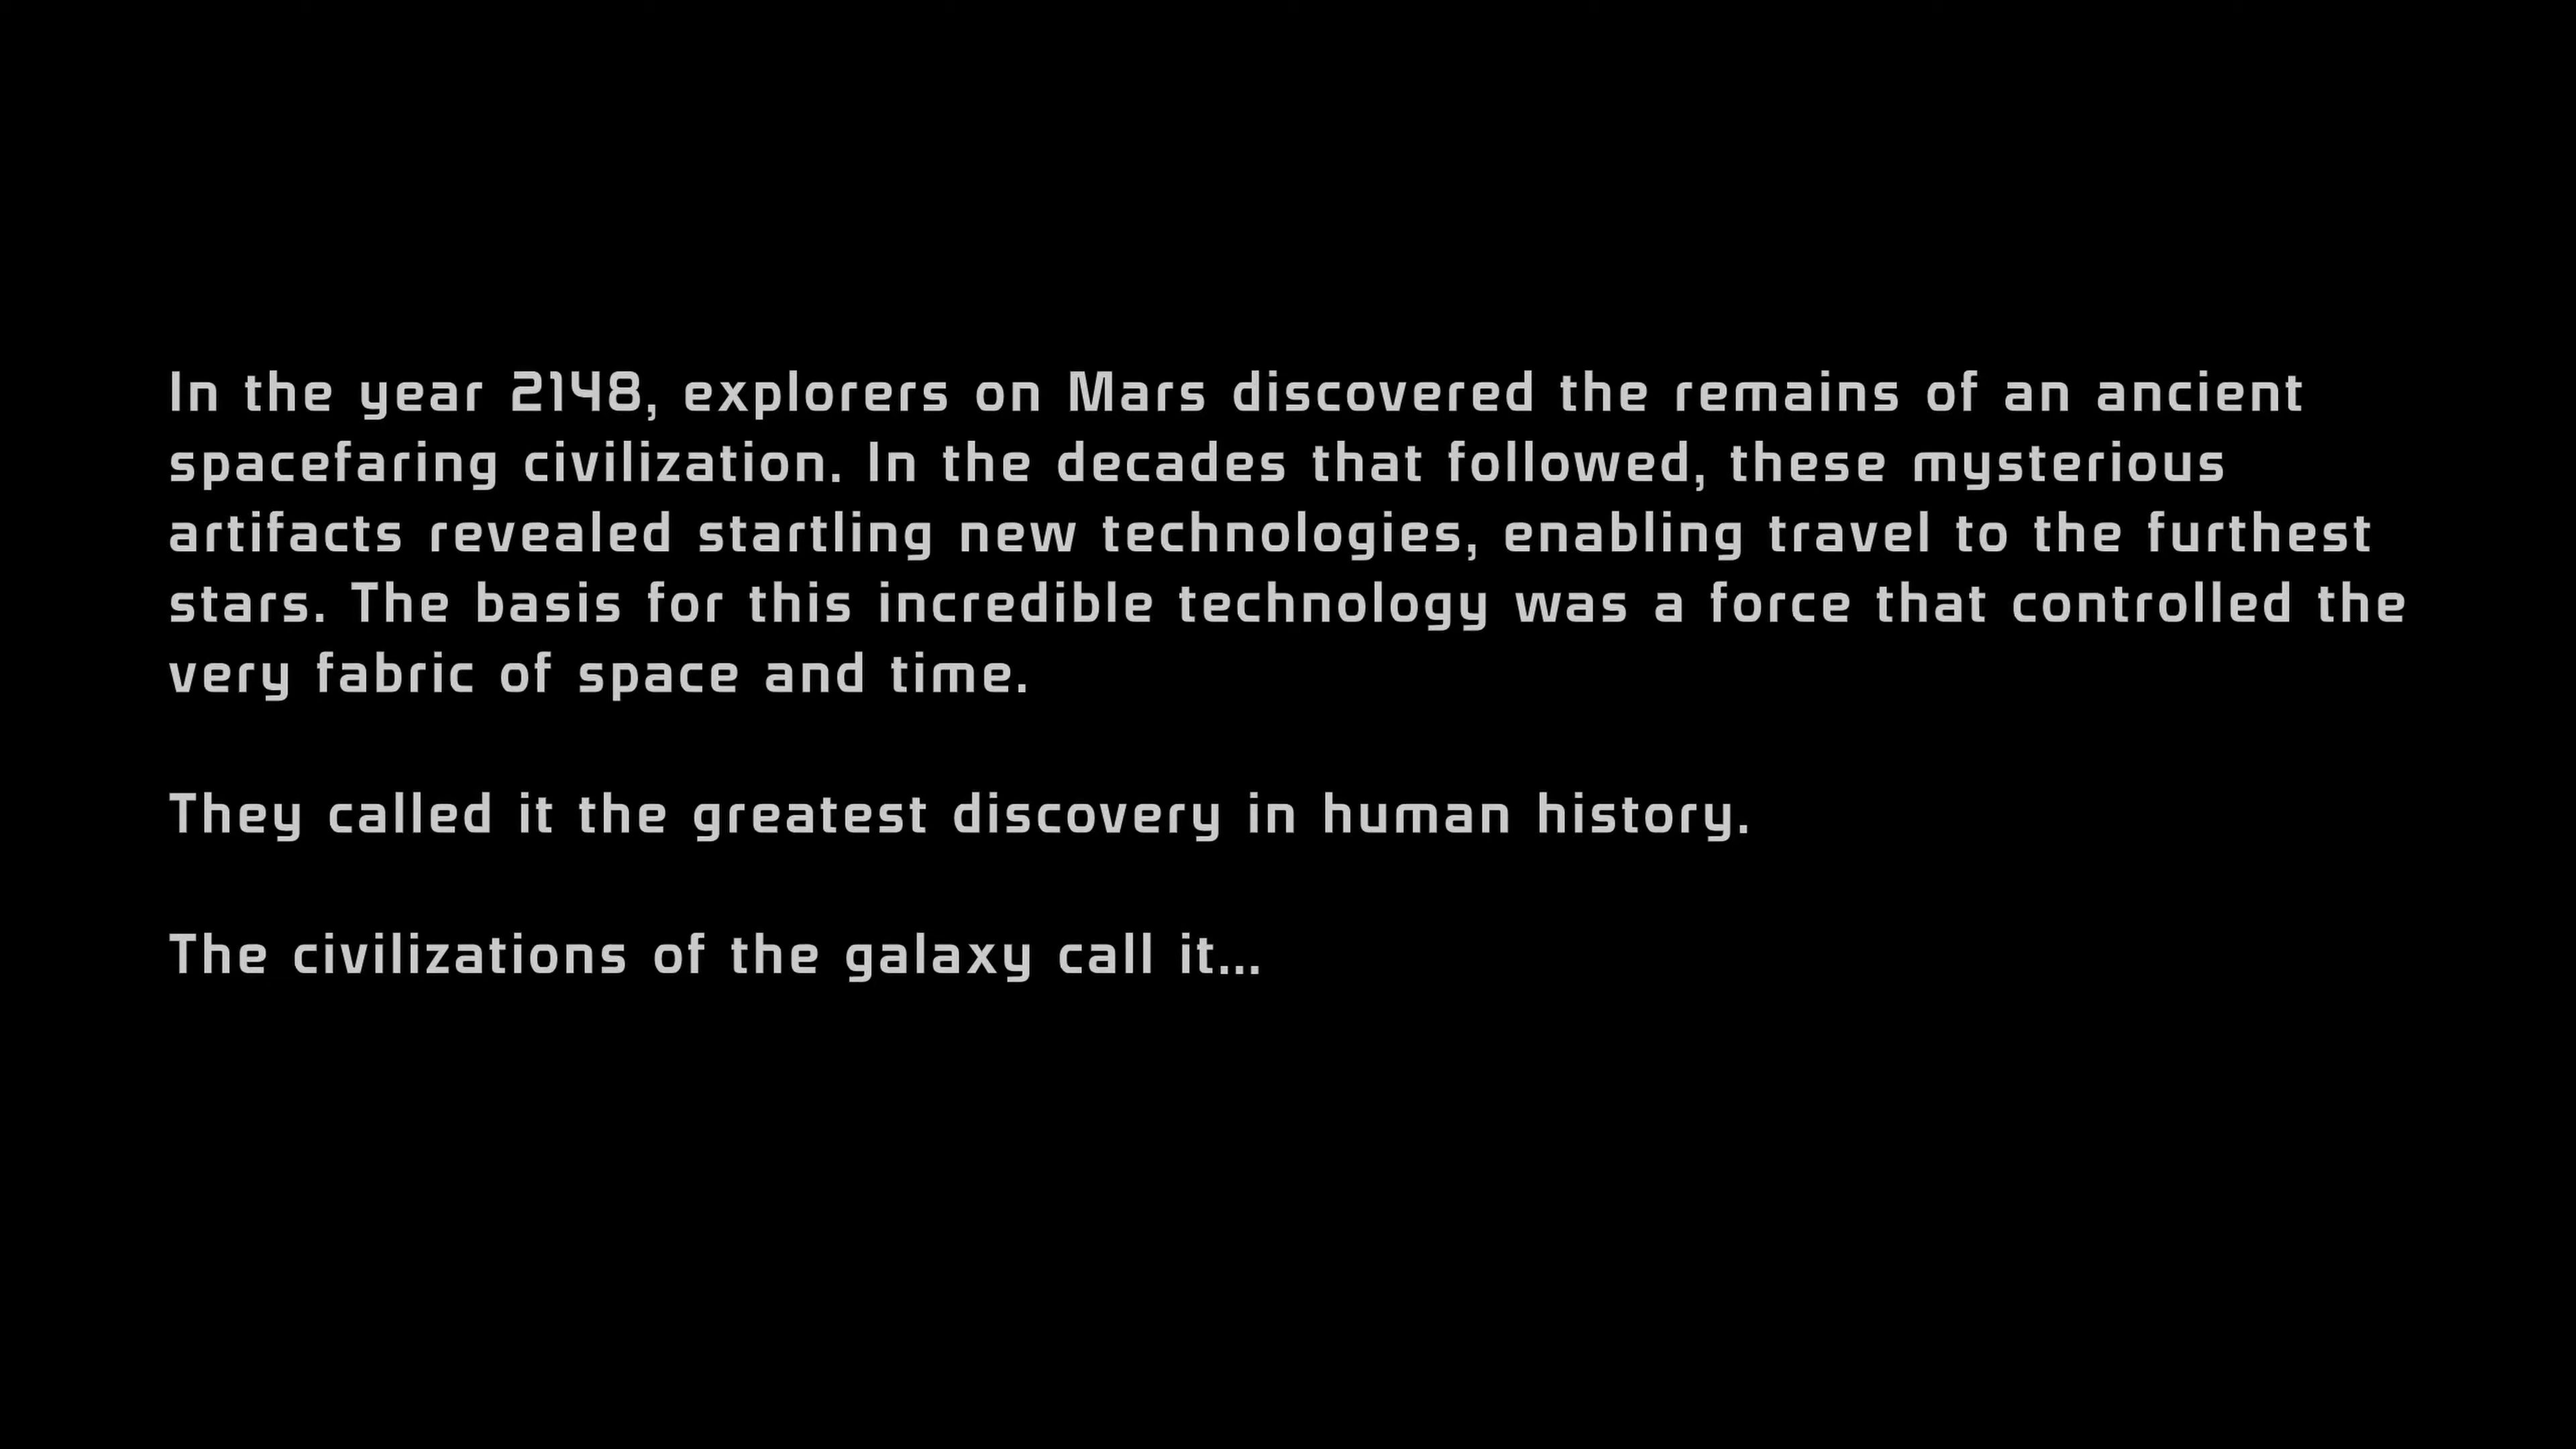 In the year 2148, explorers on Mars discovered the remains of an ancient
spacefaring civilization. In the decades that followed, these mysterious
artifacts revealed startling new technologies, enabling travel to the furthest
stars. The basis for this incredible technology was a force that controlled the
very fabric of space and time.
They called it the greatest discovery in human history.
The civilizations of the galaxy call it...